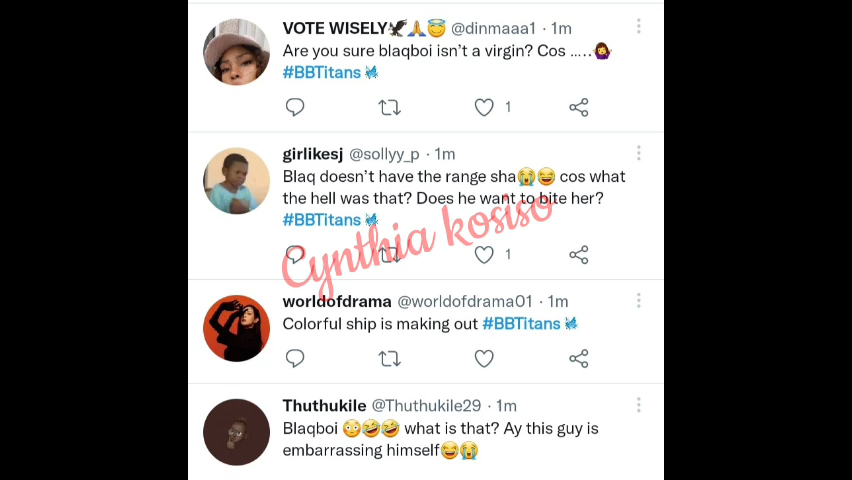 VOTE WISELY🦅🙏😇 @dinmaaa1 · 1m
Are you sure blaqboi isn't a virgin? Cos .....🤷‍♀️
#BBTitans
1
girlikesj @sollyy_p · 1m
Blaq doesn't have the range sha😭😅 cos what
the hell was that? Does he want to bite her?
#BBTitans
Cynthia kosiso
1
worldofdrama @worldofdrama01 · 1m
Colorful ship is making out #BBTitans
Thuthukile @Thuthukile29 · 1m
Blaqboi 😳🤣🤣 what is that? Ay this guy is
embarrassing himself😂😭